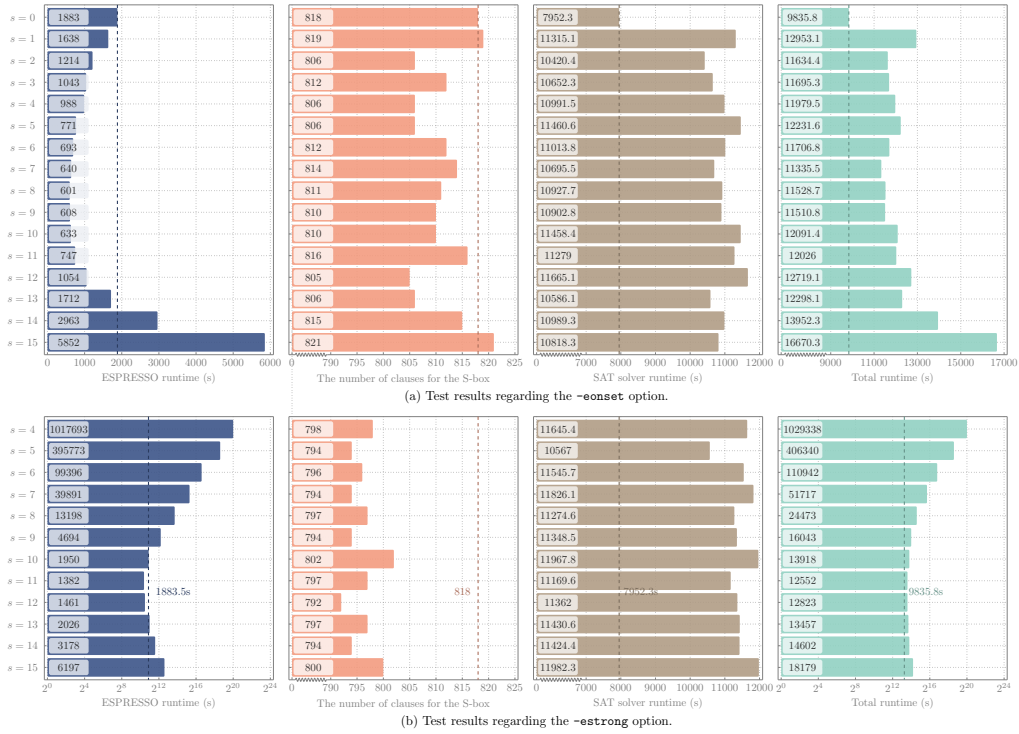 s = 0 1883 818 7952.3 9835.8
s = 1 1638 819 11315.1 12953.1
s = 2 1214 806 10420.4 11634.4
s = 3 1043 812 10652.3 11695.3
s = 4 988 806 10991.5 11979.5
s = 5 771 806 11460.6 12231.6
s = 6 693 812 11013.8 11706.8
s = 7 640 814 10695.5 11335.5
s = 8 601 811 10927.7 11528.7
s = 9 608 810 10902.8 11510.8
s = 10 633 810 11458.4 12091.4
s = 11 747 816 11279 12026
s = 12 1054 805 11665.1 12719.1
s = 13 1712 806 10586.1 12298.1
s = 14 2963 815 10989.3 13952.3
s = 15 5852 821 10818.3 16670.3
0 1000 2000 3000 4000 5000 6000 0 795 800 805 810 815 820 825 0 7000 8000 9000 10000 11000 12000 0 9000 11000 13000 15000 17000
ESPRESSO runtime (s) The number of clauses for the S-box SAT solver runtime (s) Total runtime (s)
(a) Test results regarding the -eonset option.
s = 4 1017693 798 11645.4 1029338
s = 5 395773 794 10567 406340
s = 6 99396 796 11545.7 110942
s = 7 39891 794 11826.1 51717
s = 8 13198 797 11274.6 24473
s = 9 4694 794 11348.5 16043
s = 10 1950 802 11967.8 13918
s = 11 1382 797 11169.6 12552
1883.5s 818 7952.3s 9835.8s
s = 12 1461 792 11362 12823
s = 13 2026 797 11430.6 13457
s = 14 3178 794 11424.4 14602
s = 15 6197 800 11982.3 18179
2^0 2^4 2^8 2^12 2^16 2^20 2^24 0 795 800 805 810 815 820 825 0 7000 8000 9000 10000 11000 12000 2^0 2^4 2^8 2^12 2^16 2^20 2^24
ESPRESSO runtime (s) The number of clauses for the S-box SAT solver runtime (s) Total runtime (s)
(b) Test results regarding the -estrong option.